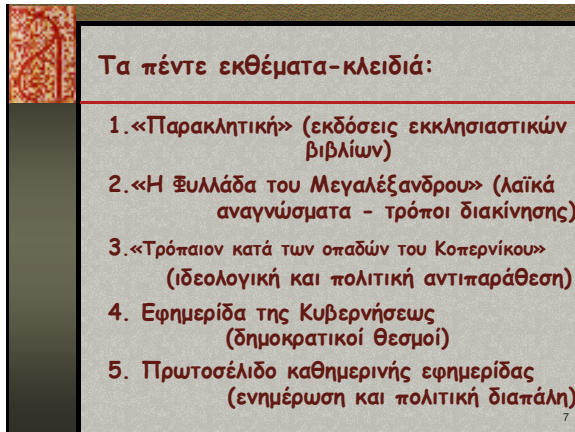 Τα πέντε εκθέματα-κλειδιά:
1.«Παρακλητική» (εκδόσεις εκκλησιαστικών
βιβλίων)
2.«Η Φυλλάδα του Μεγαλέξανδρου» (λαϊκά
αναγνώσματα - τρόποι διακίνησης)
3.«Τρόπαιον κατά των οπαδών του Κοπερνίκου»
(ιδεολογική και πολιτική αντιπαράθεση)
4. Εφημερίδα της Κυβερνήσεως
(δημοκρατικοί θεσμοί)
5. Πρωτοσέλιδο καθημερινής εφημερίδας
(ενημέρωση και πολιτική διαπάλη)
7